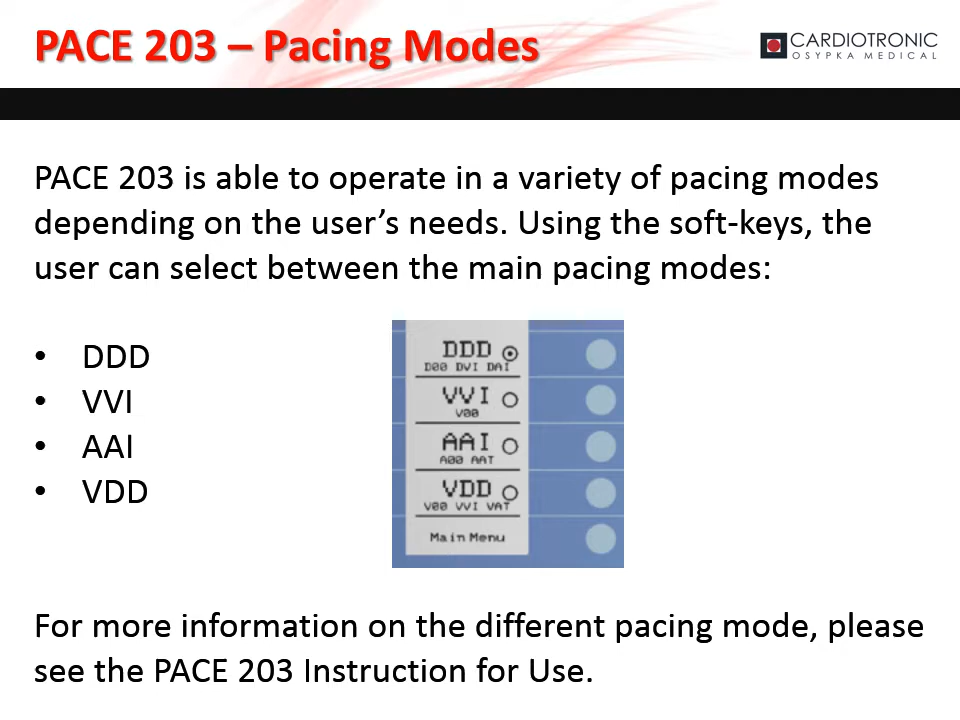 PACE 203 – Pacing Modes
CARDIOTRONIC
OSYPKA MEDICAL
PACE 203 is able to operate in a variety of pacing modes
depending on the user’s needs. Using the soft-keys, the
user can select between the main pacing modes:
• DDD
• VVI
• AAI
• VDD
DDD
D00 DVI DAI
VVI
V00
AAI
A00 AAT
VDD
V00 VVI VAT
Main Menu
For more information on the different pacing mode, please
see the PACE 203 Instruction for Use.